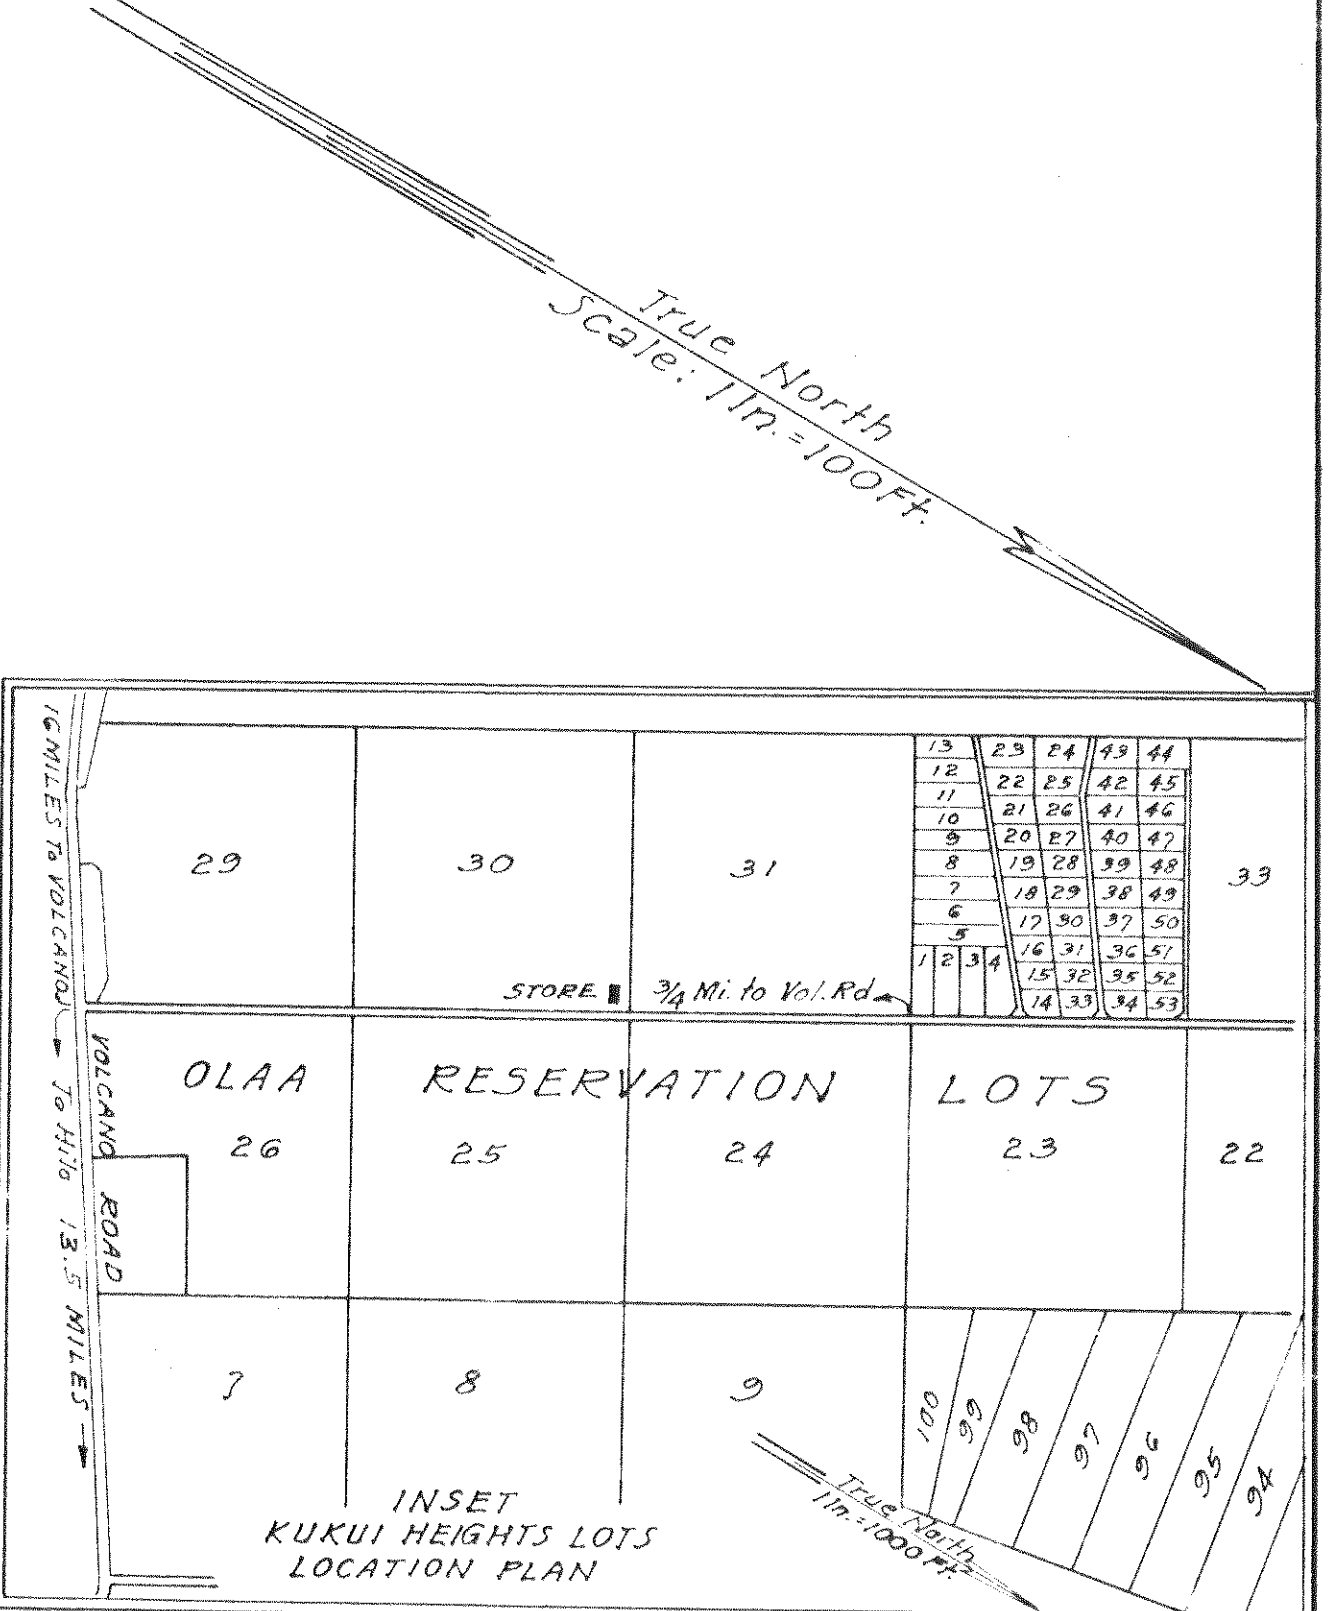 True North
Scale: 1 In. = 100 Ft.
16 MILES To VOLCANO
To Hilo 13.5 MILES
VOLCANO ROAD
29
30
31
33
13
12
11
10
9
8
7
6
5
1 2 3 4
23 24 43 44
22 25 42 45
21 26 41 46
20 27 40 47
19 28 39 48
18 29 38 49
17 30 37 50
16 31 36 51
15 32 35 52
14 33 34 53
STORE
3/4 Mi. to Vol. Rd
OLAA RESERVATION LOTS
26
25
24
23
22
7
8
9
100
99
98
97
96
95
94
INSET
KUKUI HEIGHTS LOTS
LOCATION PLAN
True North
1 In. = 1000 Ft.